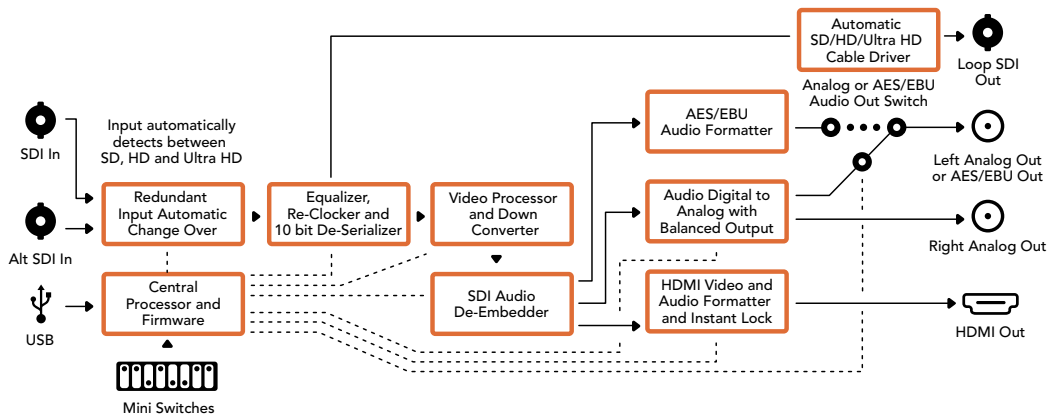 Automatic
SD/HD/Ultra HD
Cable Driver
Loop SDI
Out
SDI In
Input automatically
detects between
SD, HD and Ultra HD
AES/EBU
Audio Formatter
Analog or AES/EBU
Audio Out Switch
Left Analog Out
or AES/EBU Out
Alt SDI In
Redundant
Input Automatic
Change Over
Equalizer,
Re-Clocker and
10 bit De-Serializer
Video Processor
and Down
Converter
Audio Digital to
Analog with
Balanced Output
Right Analog Out
USB
Central
Processor and
Firmware
SDI Audio
De-Embedder
HDMI Video and
Audio Formatter
and Instant Lock
HDMI Out
Mini Switches